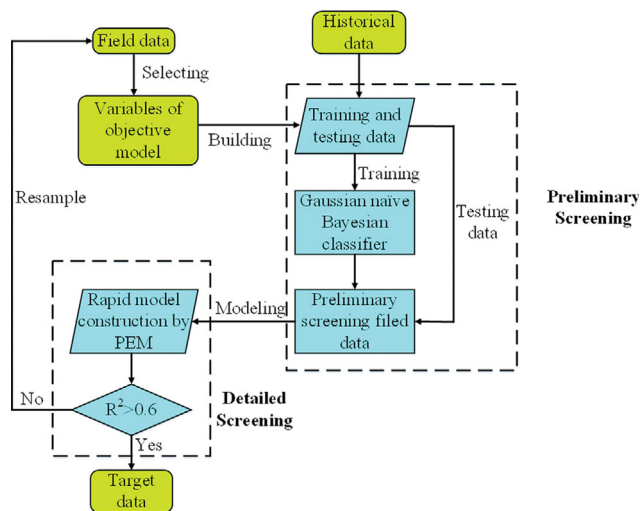 Field data
Historical
data
Selecting
Variables of
objective
model
Building
Training and
testing data
Training
Resample
Gaussian naïve
Bayesian
classifier
Testing
data
Preliminary
Screening
Rapid model
construction by
PEM
Modeling
Preliminary
screening filed
data
No
R²>0.6
Detailed
Screening
Yes
Target
data